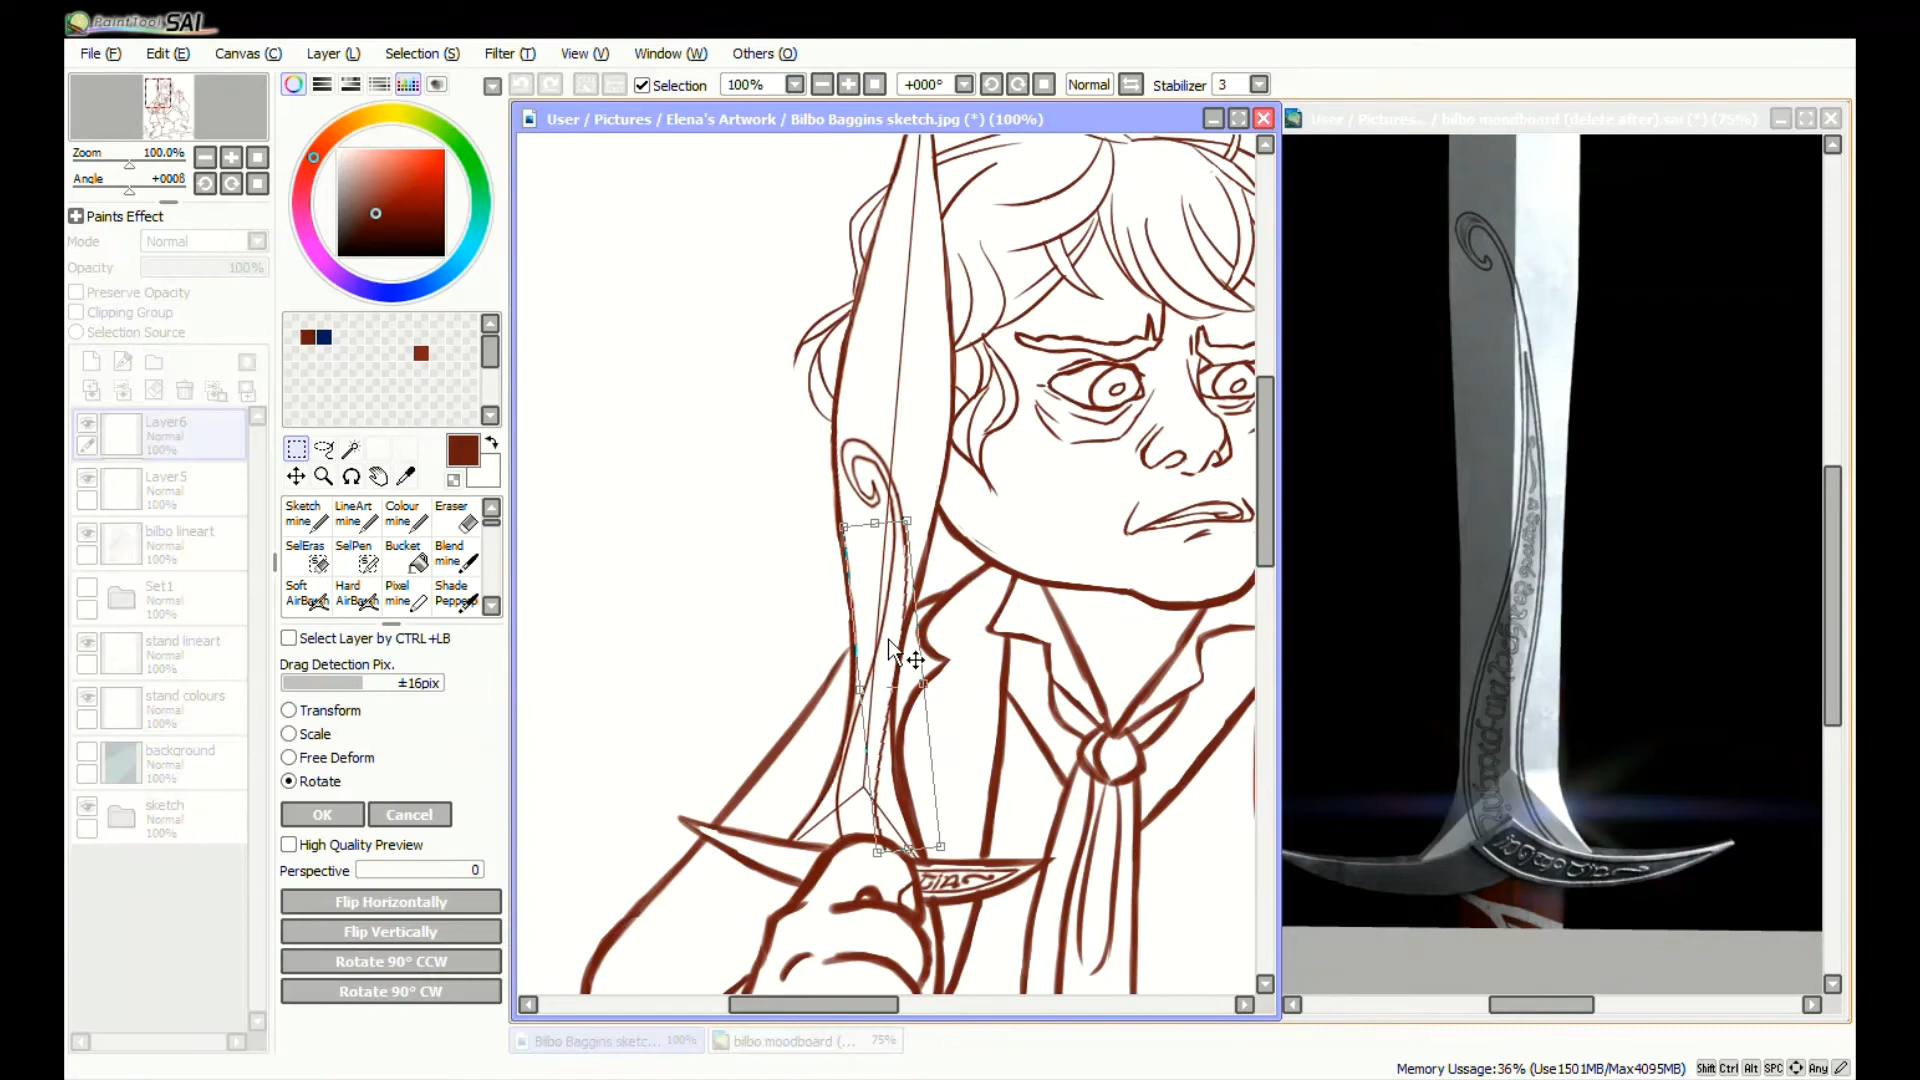 PaintTool SAI
File (F) Edit (E) Canvas (C) Layer (L) Selection (S) Filter (T) View (V) Window (W) Others (O)
Selection 100% +000° Normal Stabilizer 3
User / Pictures / Elena's Artwork / Bilbo Baggins sketch.jpg (*) (100%)
User / Pictures... / bilbo moodboard (delete after).sai (*) (75%)
Zoom 100.0%
Angle +000ß
Paints Effect
Mode Normal
Opacity 100%
Preserve Opacity
Clipping Group
Selection Source
Layer6
Normal
100%
Layer5
Normal
100%
bilbo lineart
Normal
100%
Set1
Normal
100%
stand lineart
Normal
100%
stand colours
Normal
100%
background
Normal
100%
sketch
Normal
100%
Sketch LineArt Colour Eraser
mine mine mine
SelEras SelPen Bucket Blend
mine
Soft Hard Pixel Shade
AirBrush AirBrush mine Pepper
Select Layer by CTRL+LB
Drag Detection Pix.
±16pix
Transform
Scale
Free Deform
Rotate
OK Cancel
High Quality Preview
Perspective 0
Flip Horizontally
Flip Vertically
Rotate 90° CCW
Rotate 90° CW
Bilbo Baggins sketc... 100% bilbo moodboard (... 75%
Memory Ussage:36% (Use1501MB/Max4095MB) Shift Ctrl Alt SPC Any